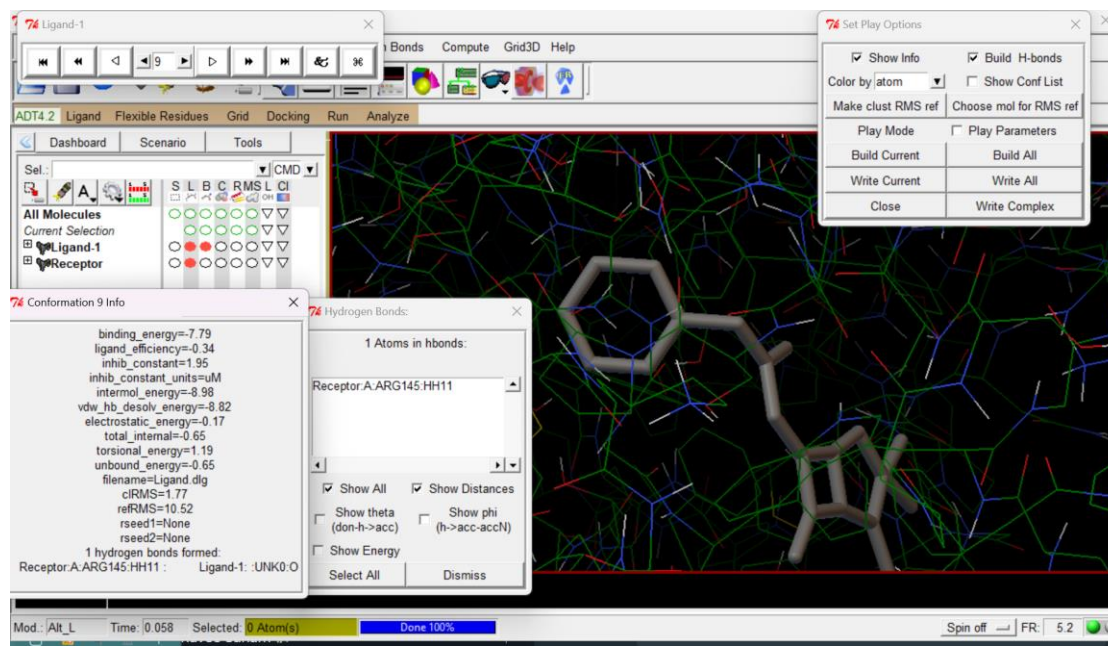 Ligand-1
9
Bonds Compute Grid3D Help
ADT4.2 Ligand Flexible Residues Grid Docking Run Analyze
Dashboard Scenario Tools
Sel.: CMD
S L B C R MS L Cl
All Molecules
Current Selection
Ligand-1
Receptor
Set Play Options
Show Info Build H-bonds
Color by atom Show Conf List
Make clust RMS ref Choose mol for RMS ref
Play Mode Play Parameters
Build Current Build All
Write Current Write All
Close Write Complex
Conformation 9 Info
binding_energy=-7.79
ligand_efficiency=-0.34
inhib_constant=1.95
inhib_constant_units=uM
intermol_energy=-8.98
vdw_hb_desolv_energy=-8.82
electrostatic_energy=-0.17
total_internal=-0.65
torsional_energy=1.19
unbound_energy=-0.65
filename=Ligand.dlg
clRMS=1.77
refRMS=10.52
rseed1=None
rseed2=None
1 hydrogen bonds formed:
Receptor:A:ARG145:HH11 : Ligand-1: :UNK0:O
Hydrogen Bonds:
1 Atoms in hbonds:
Receptor:A:ARG145:HH11
Show All Show Distances
Show theta
(don-h->acc)
Show phi
(h->acc-accN)
Show Energy
Select All Dismiss
Mod.: Alt_L Time: 0.058 Selected: 0 Atom(s) Done 100% Spin off FR: 5.2